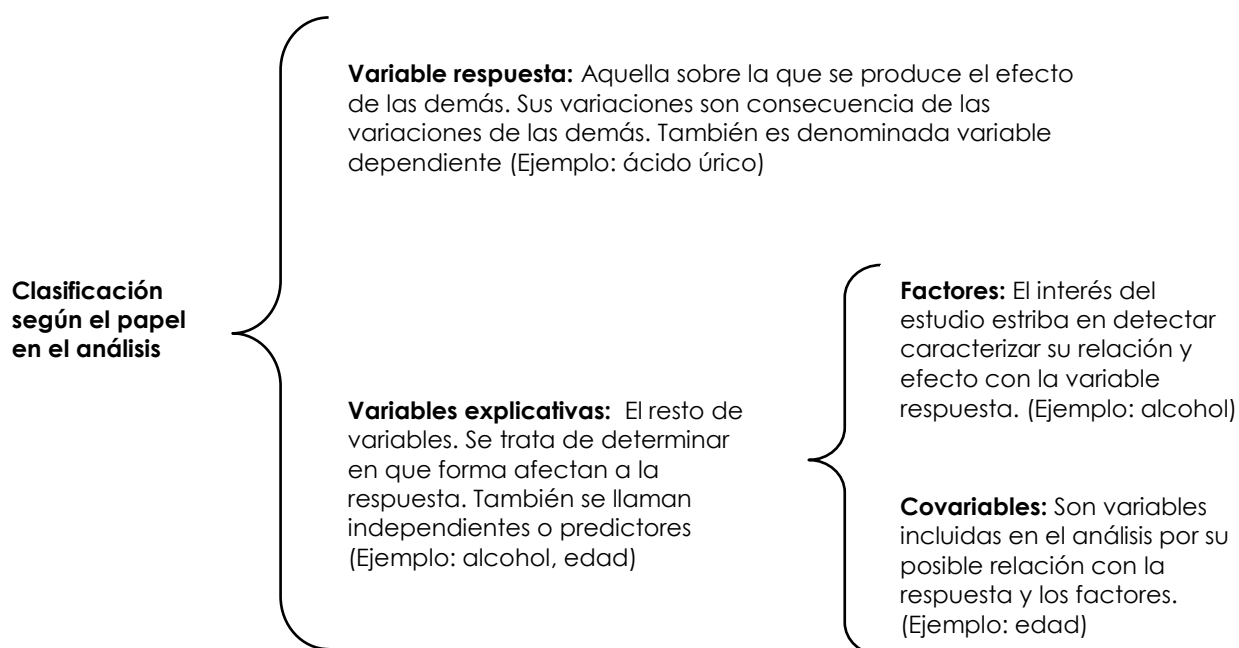 Variable respuesta: Aquella sobre la que se produce el efecto
de las demás. Sus variaciones son consecuencia de las
variaciones de las demás. También es denominada variable
dependiente (Ejemplo: ácido úrico)
Clasificación
según el papel
en el análisis
Variables explicativas: El resto de
variables. Se trata de determinar
en que forma afectan a la
respuesta. También se llaman
independientes o predictores
(Ejemplo: alcohol, edad)
Factores: El interés del
estudio estriba en detectar
caracterizar su relación y
efecto con la variable
respuesta. (Ejemplo: alcohol)
Covariables: Son variables
incluidas en el análisis por su
posible relación con la
respuesta y los factores.
(Ejemplo: edad)